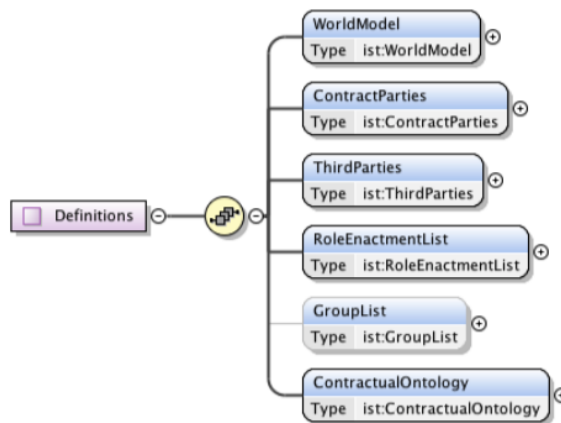 WorldModel
Type ist:WorldModel
ContractParties
Type ist:ContractParties
ThirdParties
Type ist:ThirdParties
Definitions
RoleEnactmentList
Type ist:RoleEnactmentList
GroupList
Type ist:GroupList
ContractualOntology
Type ist:ContractualOntology